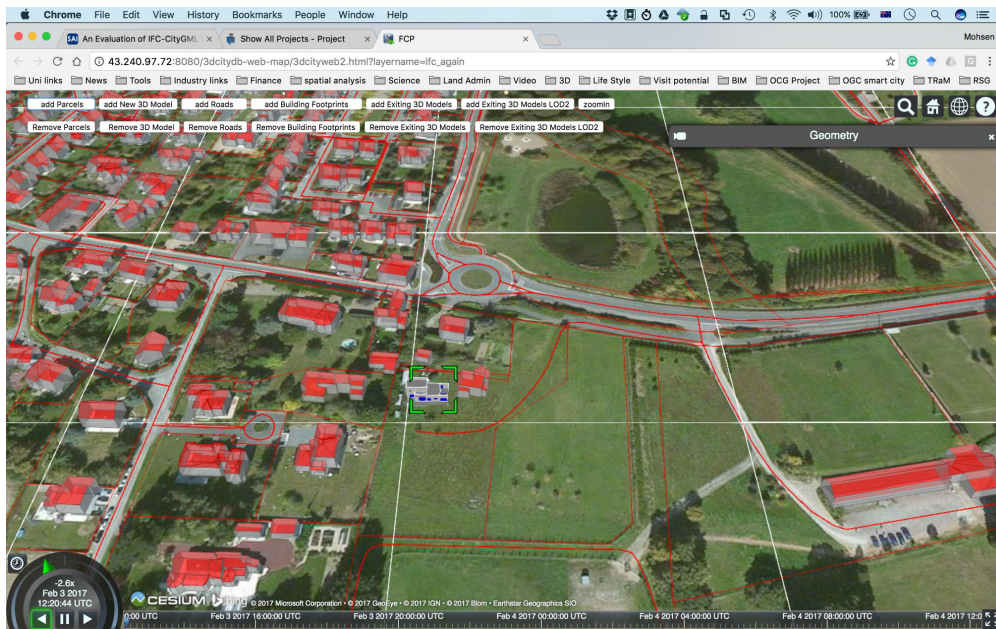 Chrome File Edit View History Bookmarks People Window Help 100%
An Evaluation of IFC-CityGML × Show All Projects - Project × FCP × Mohsen
43.240.97.72:8080/3dcitydb-web-map/3dcityweb2.html?layername=ifc_again
Uni links News Tools Industry links Finance spatial analysis Science Land Admin Video 3D Life Style Visit potential BIM OCG Project OGC smart city TRaM RSG
add Parcels add New 3D Model add Roads add Building Footprints add Exiting 3D Models add Exiting 3D Models LOD2 zoomIn
Remove Parcels Remove 3D Model Remove Roads Remove Building Footprints Remove Exiting 3D Models Remove Exiting 3D Models LOD2
Geometry ×
-2.6x
Feb 3 2017
12:20:44 UTC
CESIUM bing © 2017 Microsoft Corporation • © 2017 GeoEye • © 2017 IGN • © 2017 Blom • Earthstar Geographics SIO
0:00 UTC Feb 3 2017 16:00:00 UTC Feb 3 2017 20:00:00 UTC Feb 4 2017 00:00:00 UTC Feb 4 2017 04:00:00 UTC Feb 4 2017 08:00:00 UTC Feb 4 2017 12:0